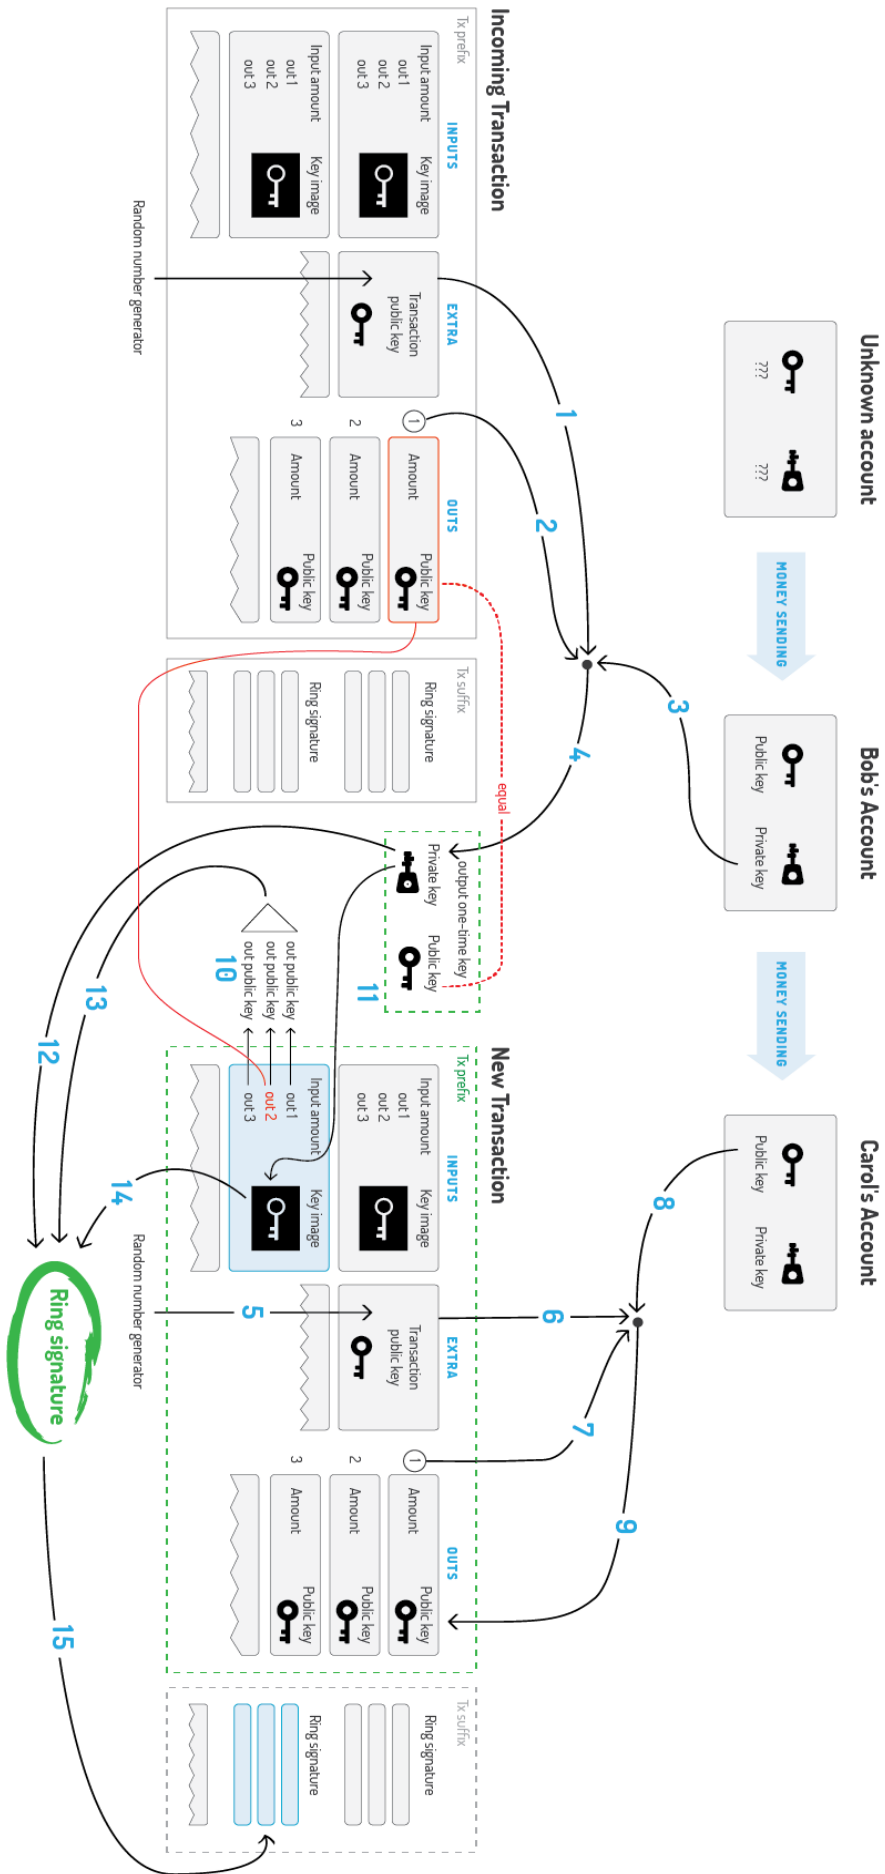 Unknown account
???
???
MONEY SENDING
Bob's Account
Public key
Private key
MONEY SENDING
Carol's Account
Public key
Private key
1
2
3
4
5
6
7
8
9
Incoming Transaction
Tx prefix
INPUTS
Input amount
out 1
out 2
out 3
Key image
Input amount
out 1
out 2
out 3
Key image
EXTRA
Transaction
public key
Random number generator
OUTS
1
Amount
Public key
2
Amount
Public key
3
Amount
Public key
Tx suffix
Ring signature
Ring signature
equal
output one-time key
Private key
Public key
11
out public key
out public key
out public key
10
13
12
New Transaction
Tx prefix
INPUTS
Input amount
out 1
out 2
out 3
Key image
Input amount
out 1
out 2
out 3
Key image
14
EXTRA
Transaction
public key
Random number generator
OUTS
1
Amount
Public key
2
Amount
Public key
3
Amount
Public key
Tx suffix
Ring signature
Ring signature
Ring signature
15